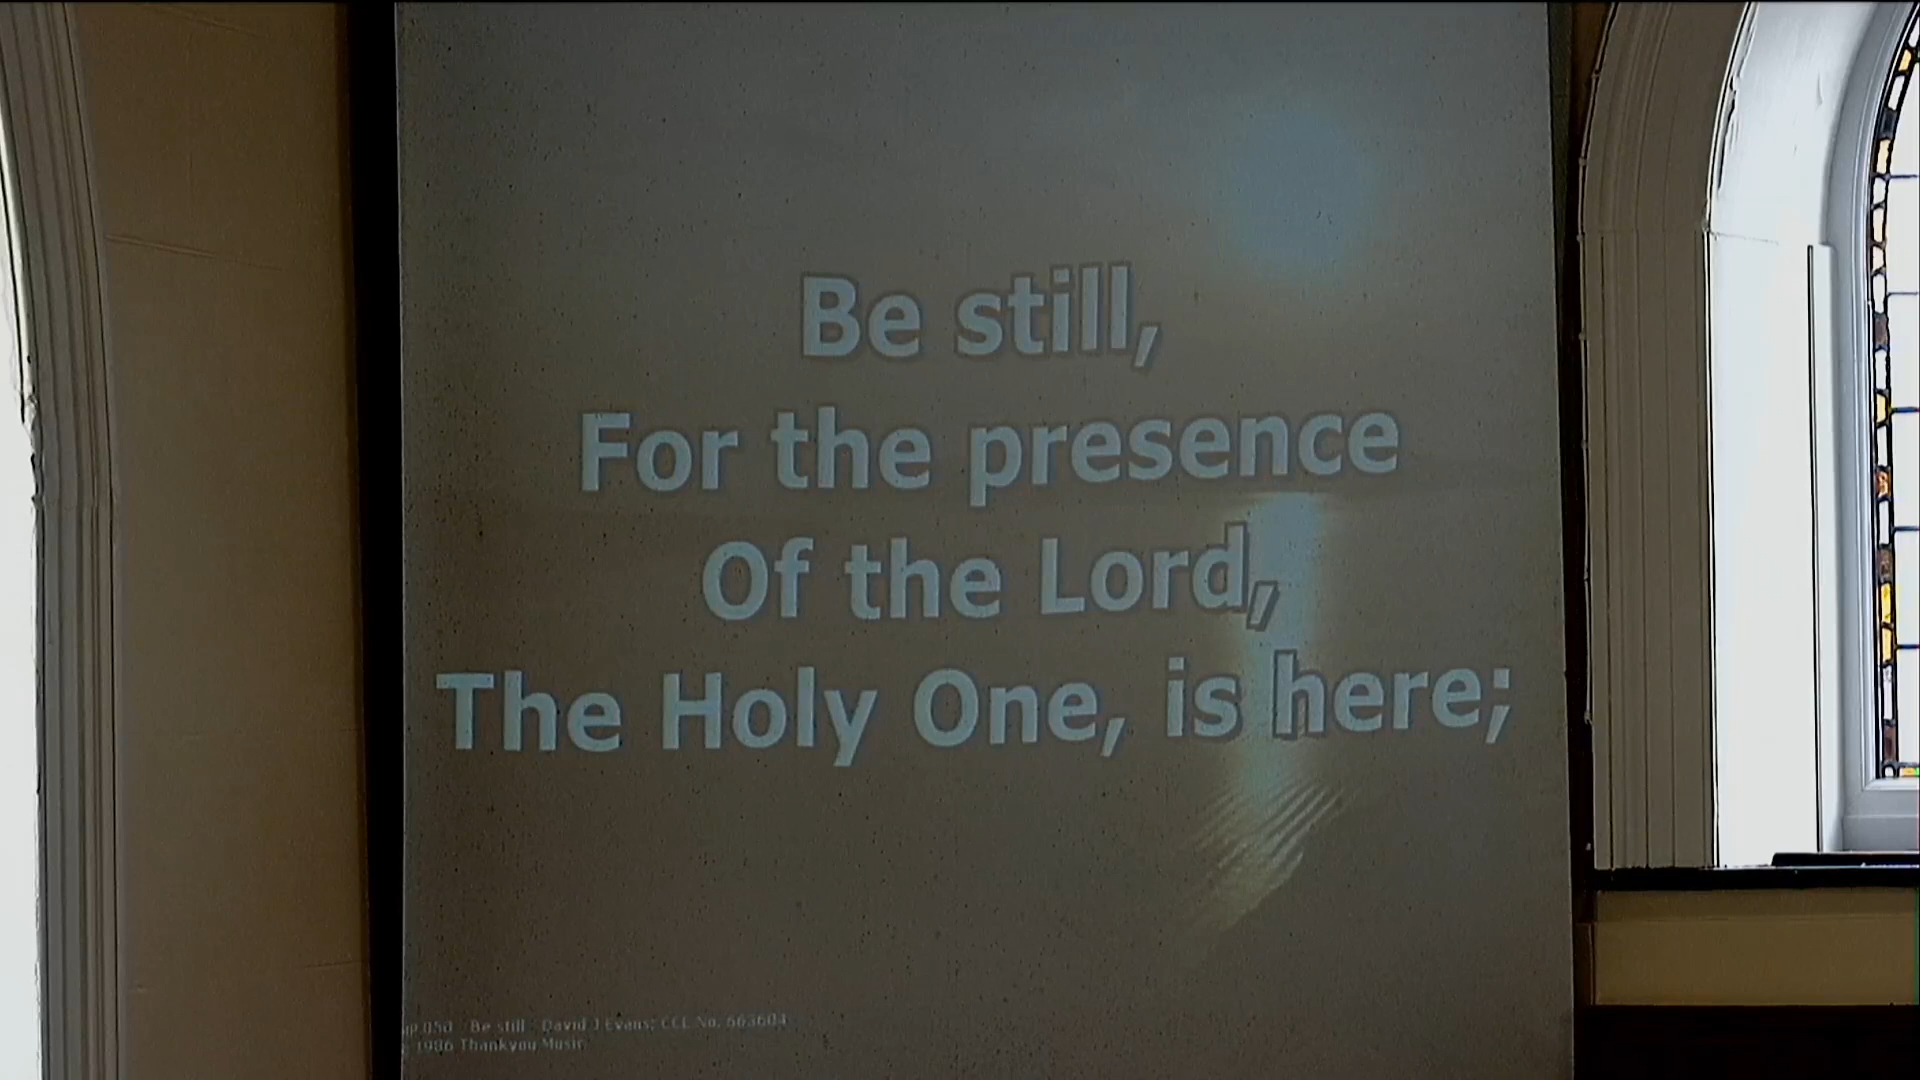 Be still,
For the presence
Of the Lord,
The Holy One, is here;
Be still David J Evans; CCL No.
1986 Thankyou Music